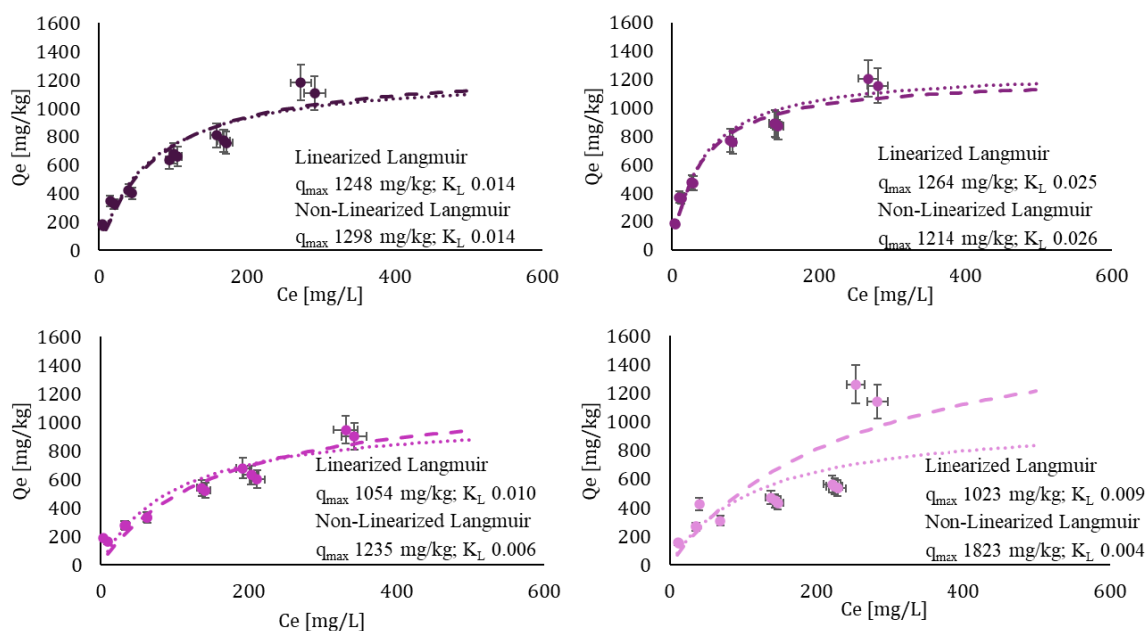 1600
1400
1200
1000
800
600
400
200
0
Qe [mg/kg]
Linearized Langmuir
qmax 1248 mg/kg; KL 0.014
Non-Linearized Langmuir
qmax 1298 mg/kg; KL 0.014
0 200 400 600
Ce [mg/L]
1600
1400
1200
1000
800
600
400
200
0
Qe [mg/kg]
Linearized Langmuir
qmax 1264 mg/kg; KL 0.025
Non-Linearized Langmuir
qmax 1214 mg/kg; KL 0.026
0 200 400 600
Ce [mg/L]
1600
1400
1200
1000
800
600
400
200
0
Qe [mg/kg]
Linearized Langmuir
qmax 1054 mg/kg; KL 0.010
Non-Linearized Langmuir
qmax 1235 mg/kg; KL 0.006
0 200 400 600
Ce [mg/L]
1600
1400
1200
1000
800
600
400
200
0
Qe [mg/kg]
Linearized Langmuir
qmax 1023 mg/kg; KL 0.009
Non-Linearized Langmuir
qmax 1823 mg/kg; KL 0.004
0 200 400 600
Ce [mg/L]